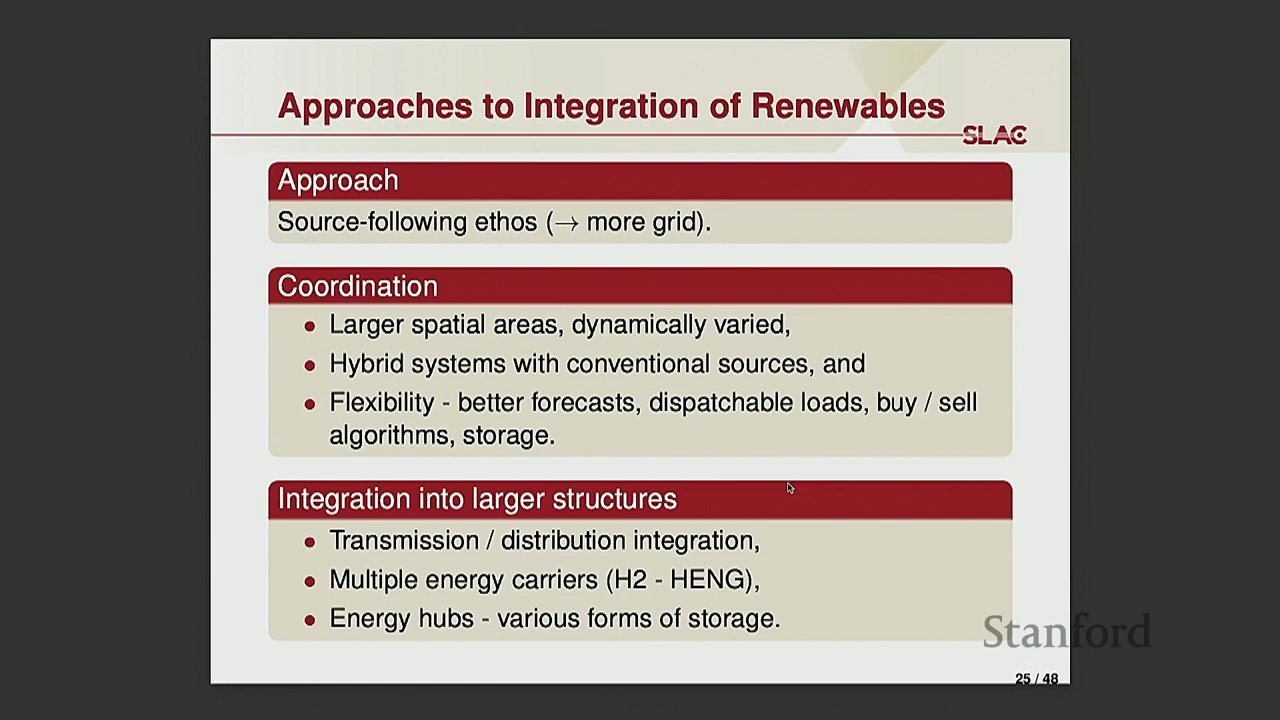 Approaches to Integration of Renewables
SLAC
Approach
Source-following ethos (→ more grid).
Coordination
• Larger spatial areas, dynamically varied,
• Hybrid systems with conventional sources, and
• Flexibility - better forecasts, dispatchable loads, buy / sell
algorithms, storage.
Integration into larger structures
• Transmission / distribution integration,
• Multiple energy carriers (H2 - HENG),
• Energy hubs - various forms of storage.
Stanford
25 / 48